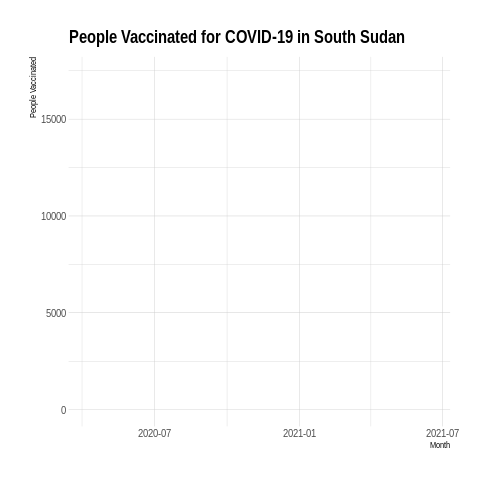 People Vaccinated for COVID-19 in South Sudan
People Vaccinated
15000
10000
5000
0
2020-07 2021-01 2021-07
Month